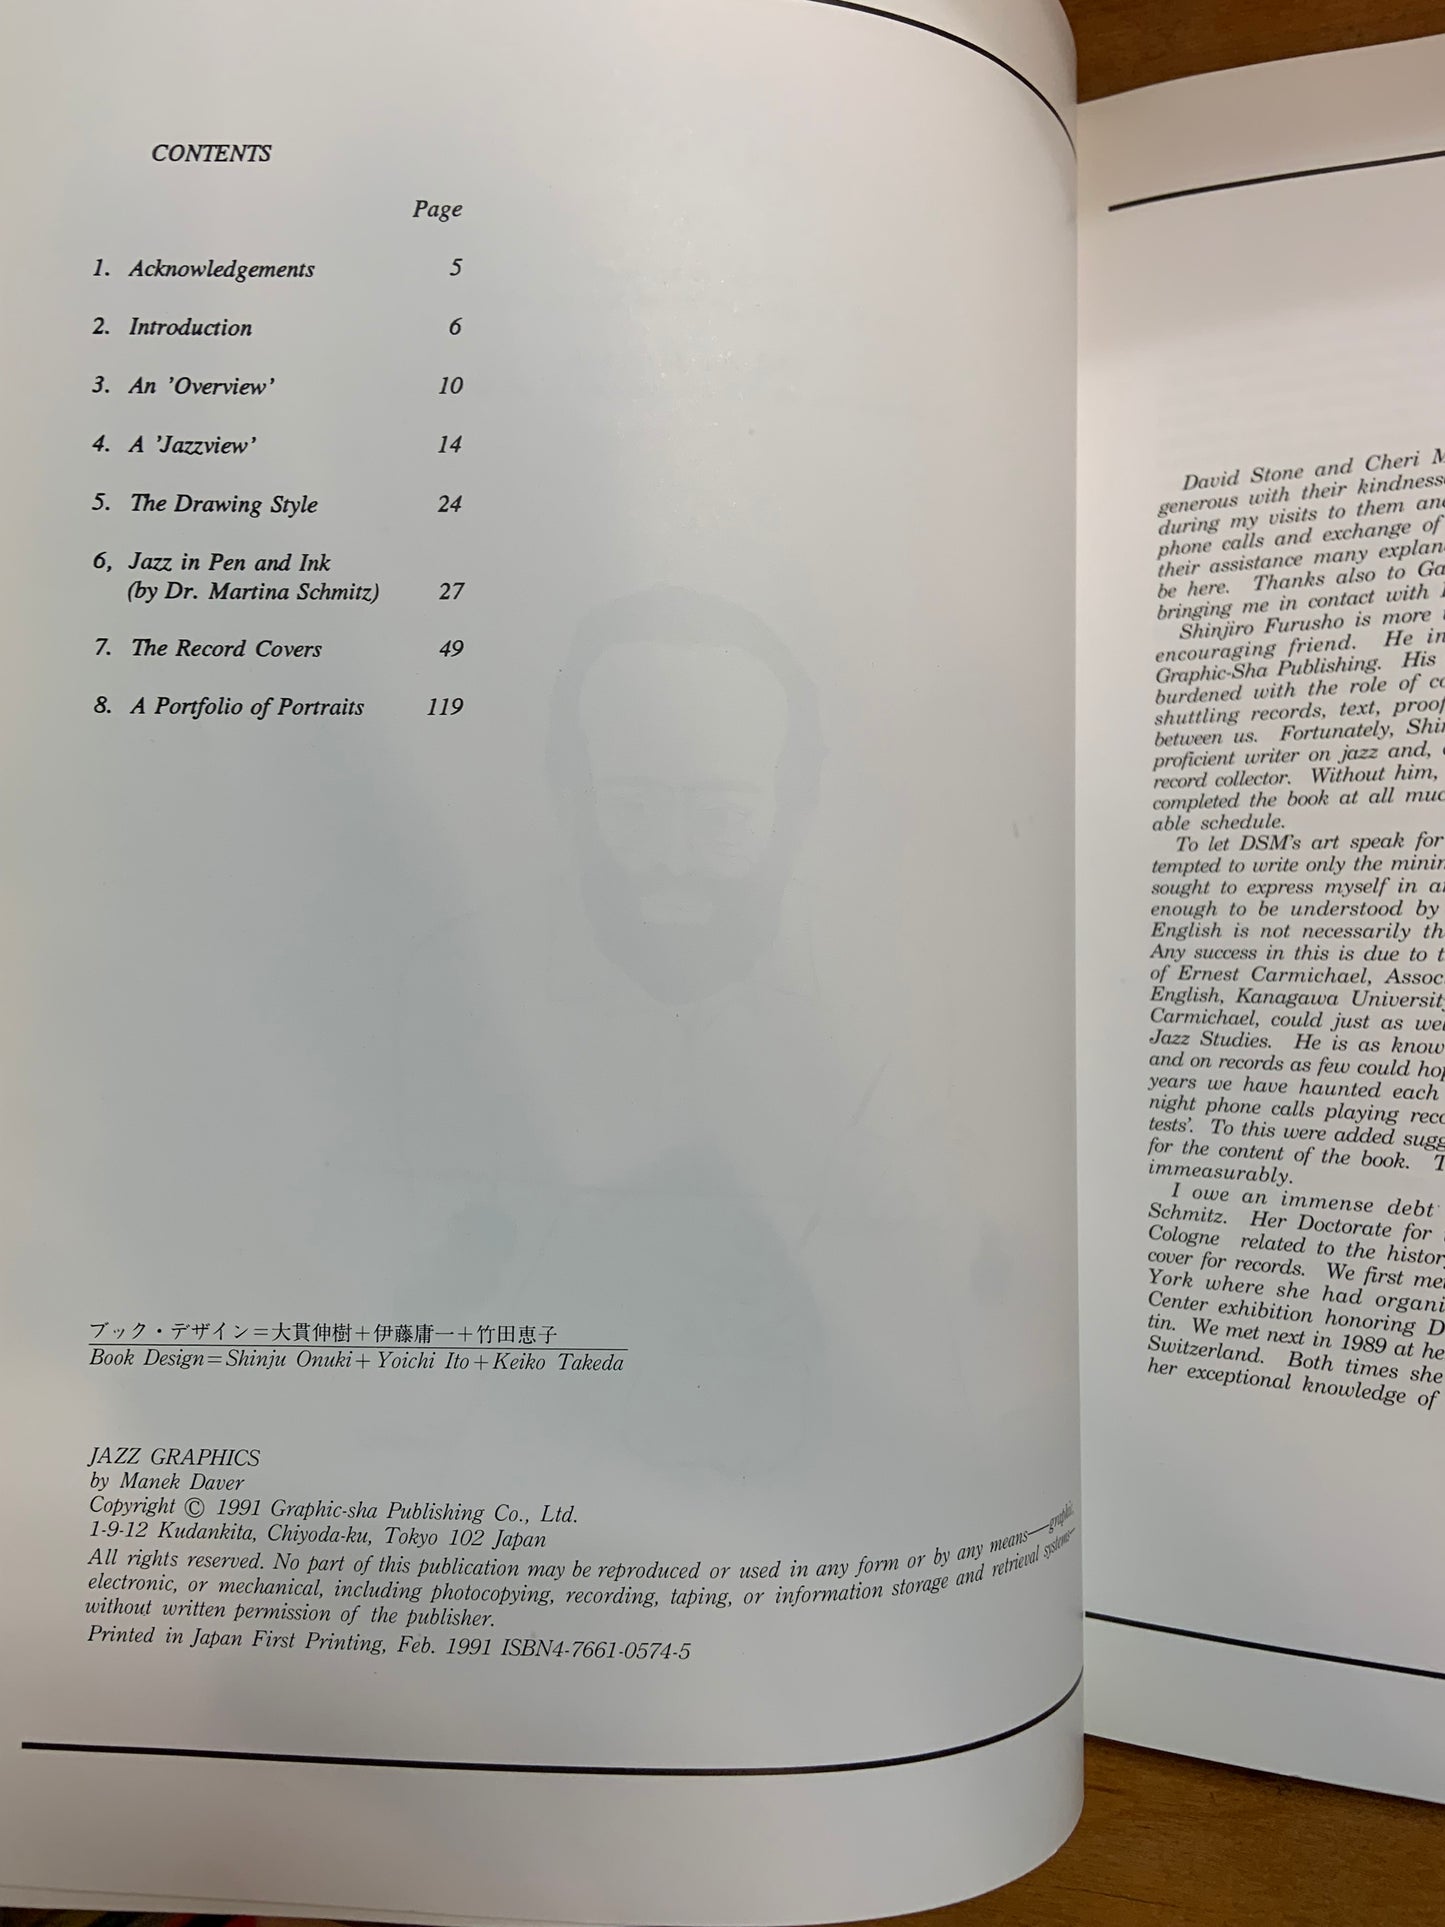 CONTENTS
Page
1. Acknowledgements 5
2. Introduction 6
3. An 'Overview' 10
4. A 'Jazzview' 14
5. The Drawing Style 24
6, Jazz in Pen and Ink
(by Dr. Martina Schmitz) 27
7. The Record Covers 49
8. A Portfolio of Portraits 119
ブック・デザイン＝大貫伸樹＋伊藤庸一＋竹田恵子
Book Design=Shinju Onuki+Yoichi Ito+Keiko Takeda
JAZZ GRAPHICS
by Manek Daver
Copyright © 1991 Graphic-sha Publishing Co., Ltd.
1-9-12 Kudankita, Chiyoda-ku, Tokyo 102 Japan
All rights reserved. No part of this publication may be reproduced or used in any form or by any means—graphic,
electronic, or mechanical, including photocopying, recording, taping, or information storage and retrieval systems—
without written permission of the publisher.
Printed in Japan First Printing, Feb. 1991 ISBN4-7661-0574-5
David Stone and Cheri
generous with their
during my visits to them
phone calls and exchange of
their assistance many
be here. Thanks also to
bringing me in contact with
Shinjiro Furusho is more
encouraging friend. He
Graphic-Sha Publishing. His
burdened with the role of
shuttling records, text,
between us. Fortunately,
proficient writer on jazz and,
record collector. Without him,
completed the book at all
able schedule.
To let DSM's art speak for
tempted to write only the
sought to express myself in
enough to be understood by
English is not necessarily
Any success in this is due to
of Ernest Carmichael,
English, Kanagawa
Carmichael, could just as
Jazz Studies. He is as
and on records as few could
years we have haunted each
night phone calls playing
tests'. To this were added
for the content of the book.
immeasurably.
I owe an immense debt
Schmitz. Her Doctorate for
Cologne related to the
cover for records. We first
York where she had
Center exhibition honoring
tin. We met next in 1989 at
Switzerland. Both times she
her exceptional knowledge of